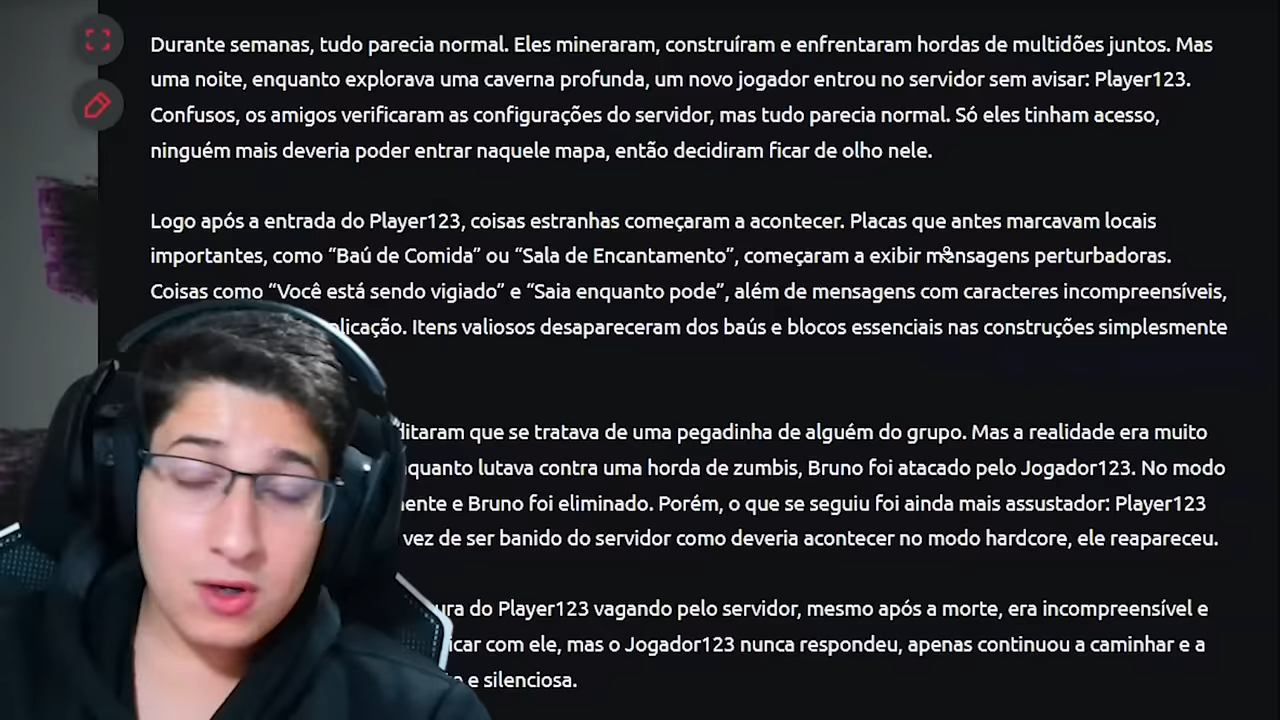 Durante semanas, tudo parecia normal. Eles mineraram, construíram e enfrentaram hordas de multidões juntos. Mas
uma noite, enquanto explorava uma caverna profunda, um novo jogador entrou no servidor sem avisar: Player123.
Confusos, os amigos verificaram as configurações do servidor, mas tudo parecia normal. Só eles tinham acesso,
ninguém mais deveria poder entrar naquele mapa, então decidiram ficar de olho nele.
Logo após a entrada do Player123, coisas estranhas começaram a acontecer. Placas que antes marcavam locais
importantes, como “Baú de Comida” ou “Sala de Encantamento”, começaram a exibir mensagens perturbadoras.
Coisas como “Você está sendo vigiado” e “Saia enquanto pode”, além de mensagens com caracteres incompreensíveis,
plicação. Itens valiosos desapareceram dos baús e blocos essenciais nas construções simplesmente
ditaram que se tratava de uma pegadinha de alguém do grupo. Mas a realidade era muito
quanto lutava contra uma horda de zumbis, Bruno foi atacado pelo Jogador123. No modo
mente e Bruno foi eliminado. Porém, o que se seguiu foi ainda mais assustador: Player123
vez de ser banido do servidor como deveria acontecer no modo hardcore, ele reapareceu.
ura do Player123 vagando pelo servidor, mesmo após a morte, era incompreensível e
icar com ele, mas o Jogador123 nunca respondeu, apenas continuou a caminhar e a
e silenciosa.